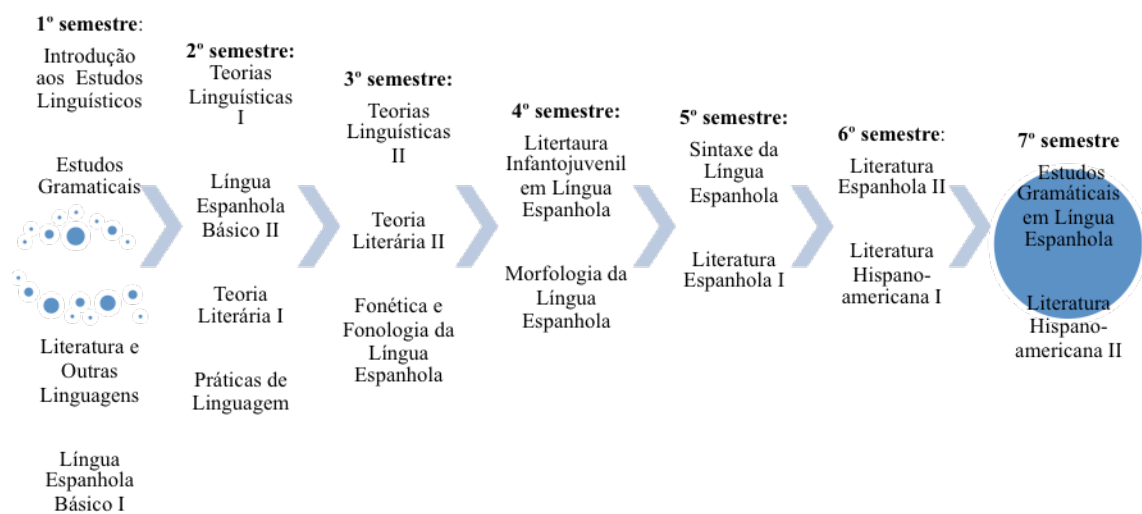 1º semestre:
Introdução
aos Estudos
Linguísticos
Estudos
Gramaticais
Literatura e
Outras
Linguagens
Língua
Espanhola
Básico I
2º semestre:
Teorias
Linguísticas
I
Língua
Espanhola
Básico II
Teoria
Literária I
Práticas de
Linguagem
3º semestre:
Teorias
Linguísticas
II
Teoria
Literária II
Fonética e
Fonologia da
Língua
Espanhola
4º semestre:
Litertaura
Infantojuvenil
em Língua
Espanhola
Morfologia da
Língua
Espanhola
5º semestre:
Sintaxe da
Língua
Espanhola
Literatura
Espanhola I
6º semestre:
Literatura
Espanhola II
Literatura
Hispano-
americana I
7º semestre
Estudos
Gramáticais
em Língua
Espanhola
Literatura
Hispano-
americana II